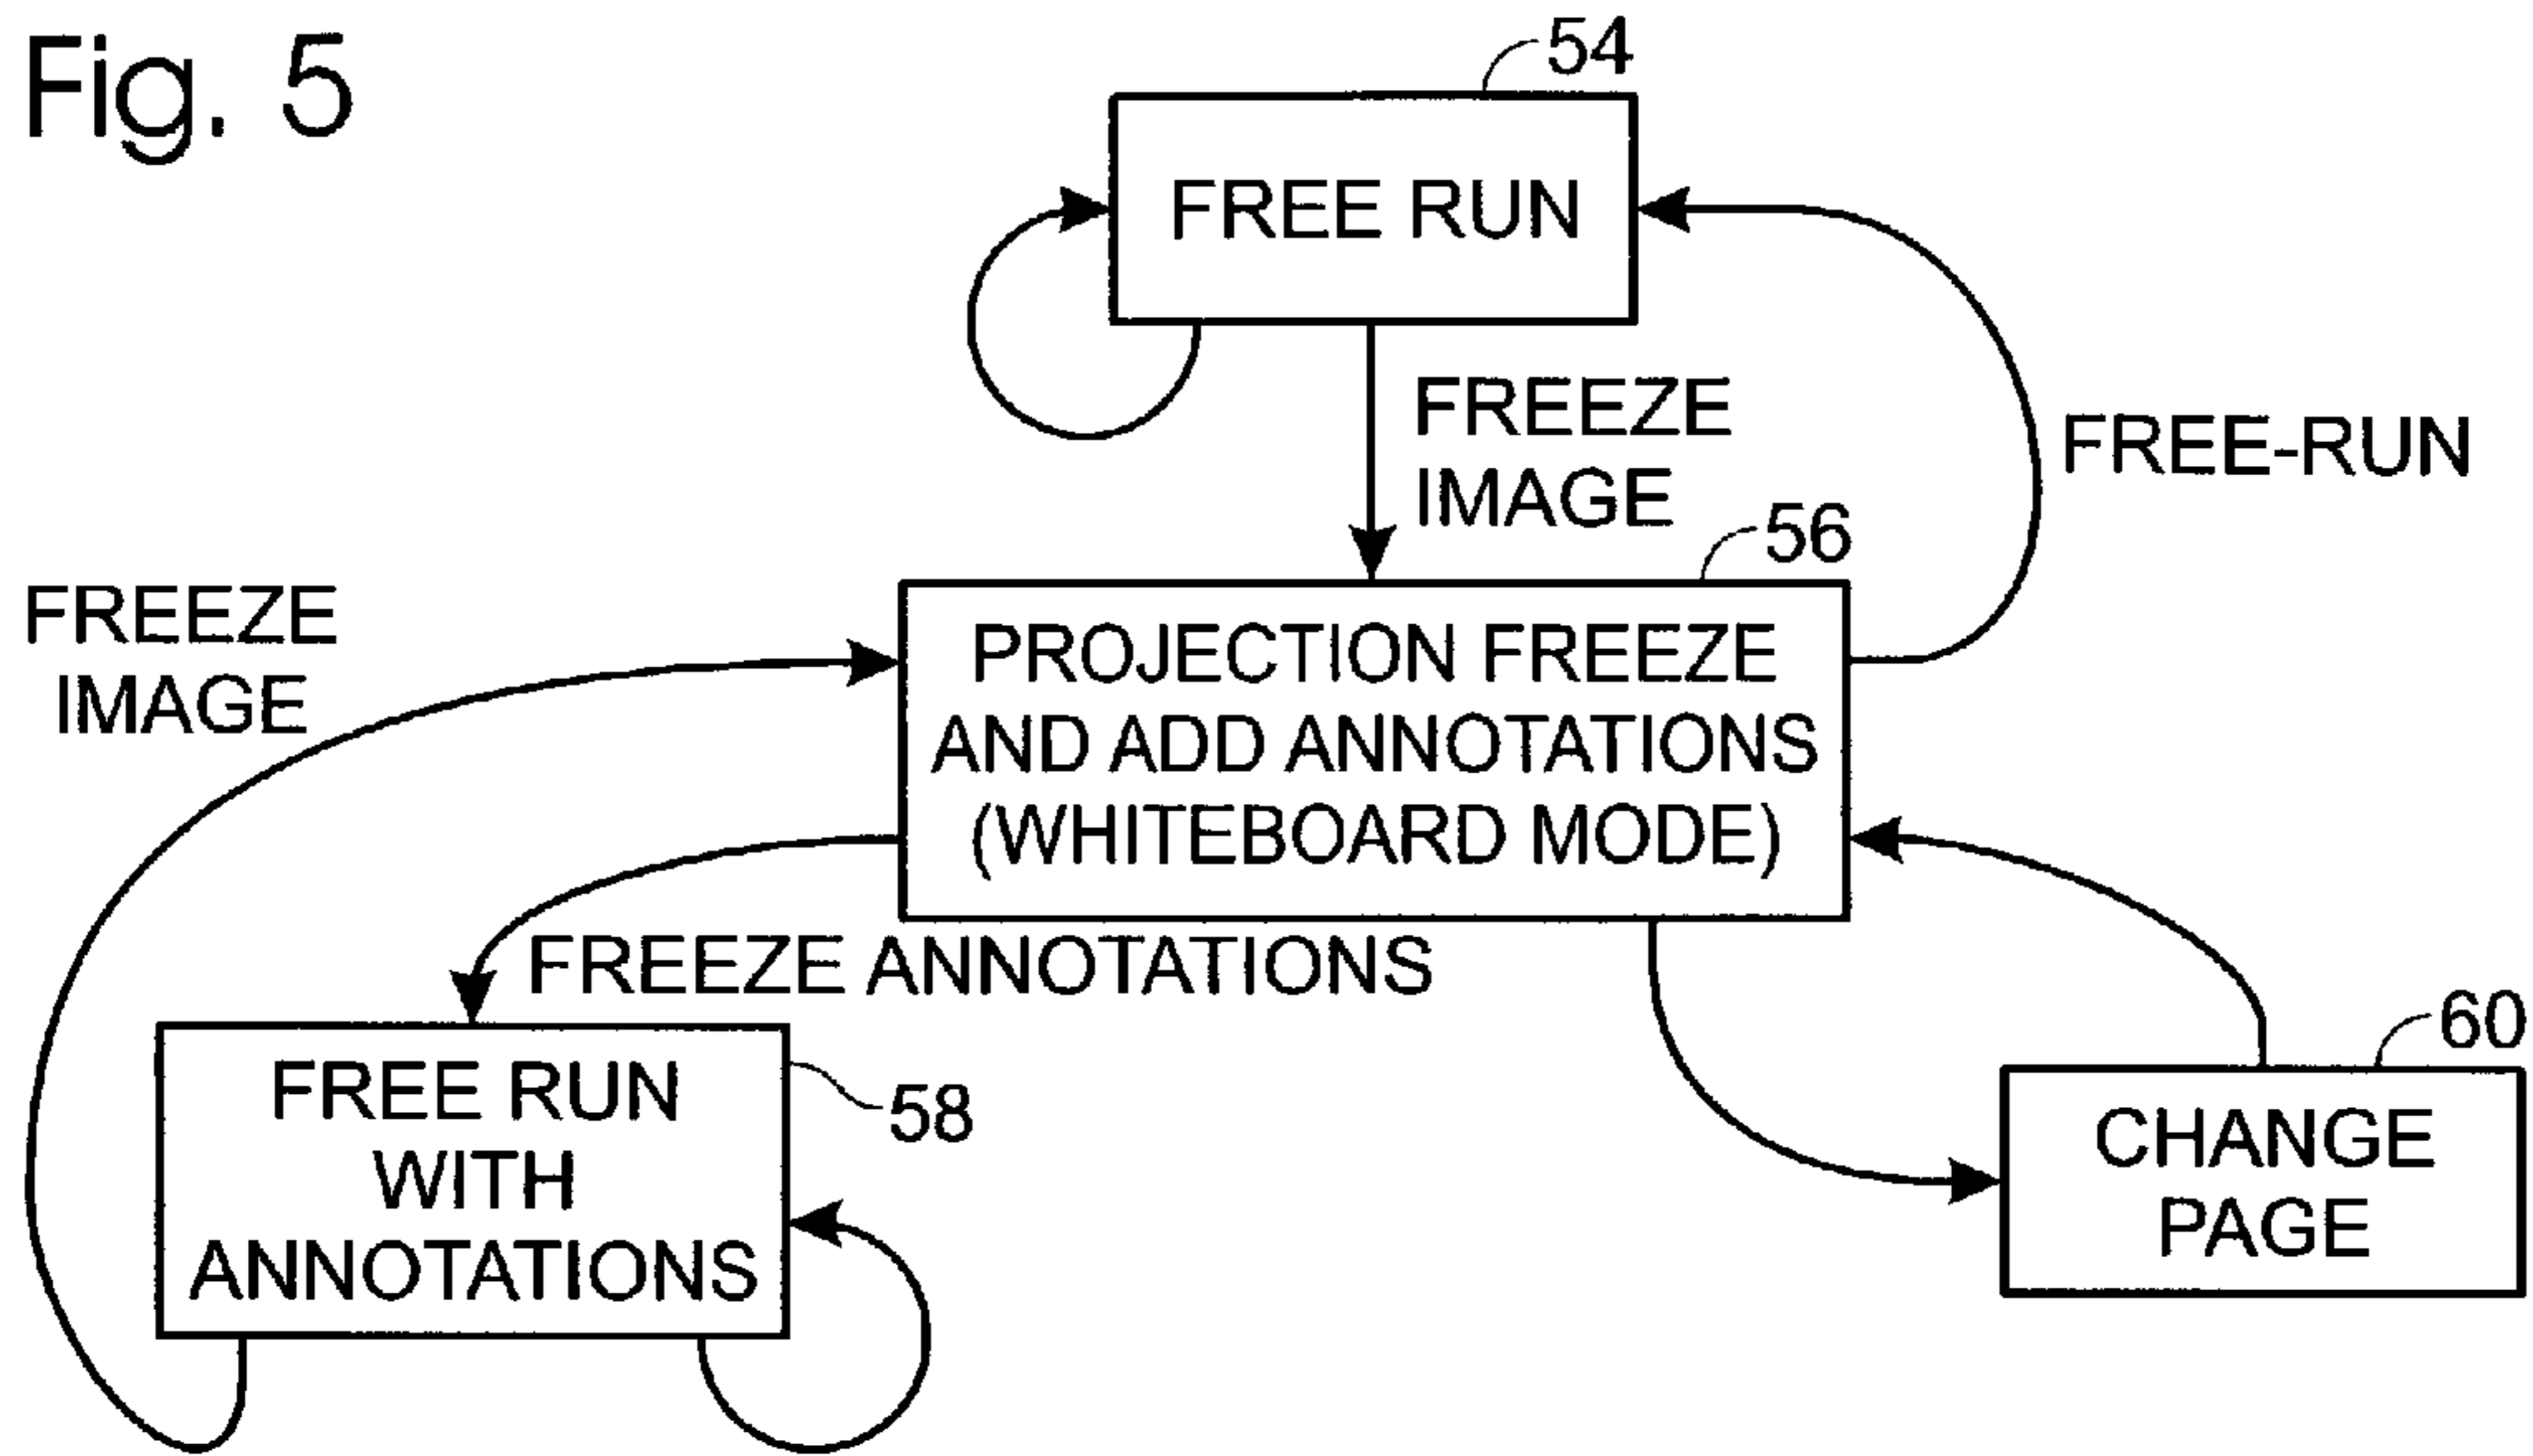 Fig. 5
54
FREE RUN
FREEZE
IMAGE
FREE-RUN
56
FREEZE
IMAGE
PROJECTION FREEZE
AND ADD ANNOTATIONS
(WHITEBOARD MODE)
FREEZE ANNOTATIONS
58
FREE RUN
WITH
ANNOTATIONS
60
CHANGE
PAGE